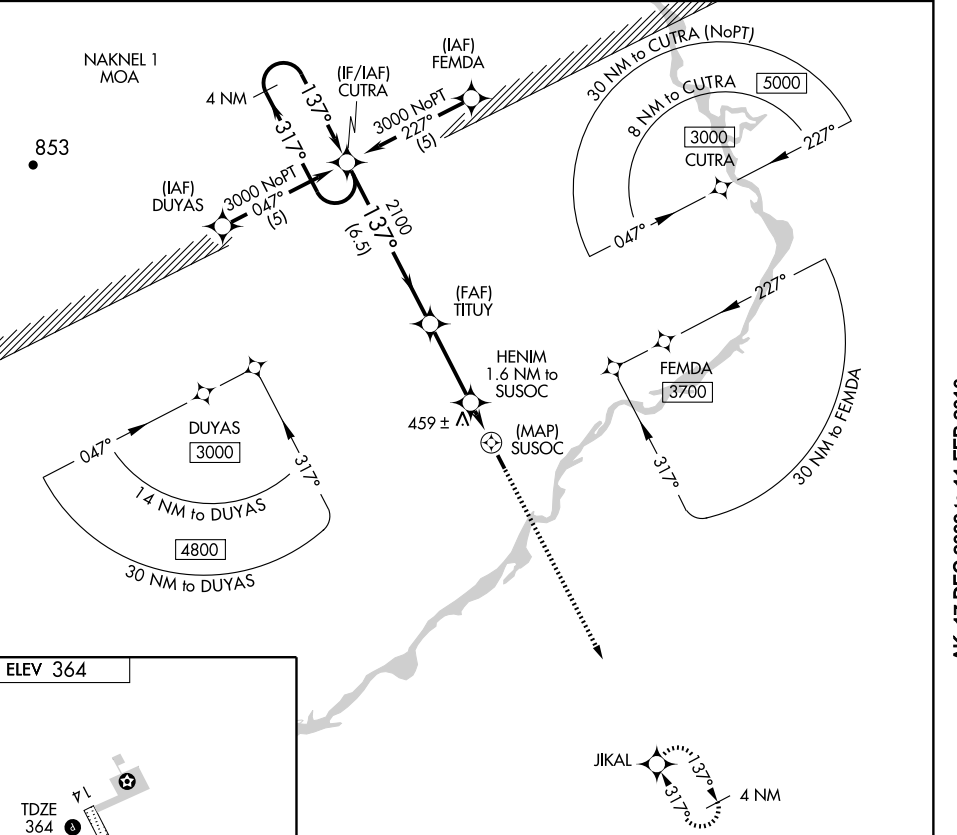 NAKNEL 1
MOA
853
4 NM
137°
317°
(IF/IAF)
CUTRA
(IAF)
FEMDA
3000 NoPT
227°
(5)
(IAF)
DUYAS
3000 NoPT
047°
(5)
2100
137°
(6.5)
(FAF)
TITUY
HENIM
1.6 NM to
SUSOC
459 ±
(MAP)
SUSOC
30 NM to CUTRA (NoPT)
5000
8 NM to CUTRA
3000
CUTRA
227°
047°
227°
FEMDA
3700
317°
30 NM to FEMDA
047°
DUYAS
3000
317°
14 NM to DUYAS
4800
30 NM to DUYAS
ELEV 364
14
TDZE
364
P
JIKAL
137°
317°
4 NM